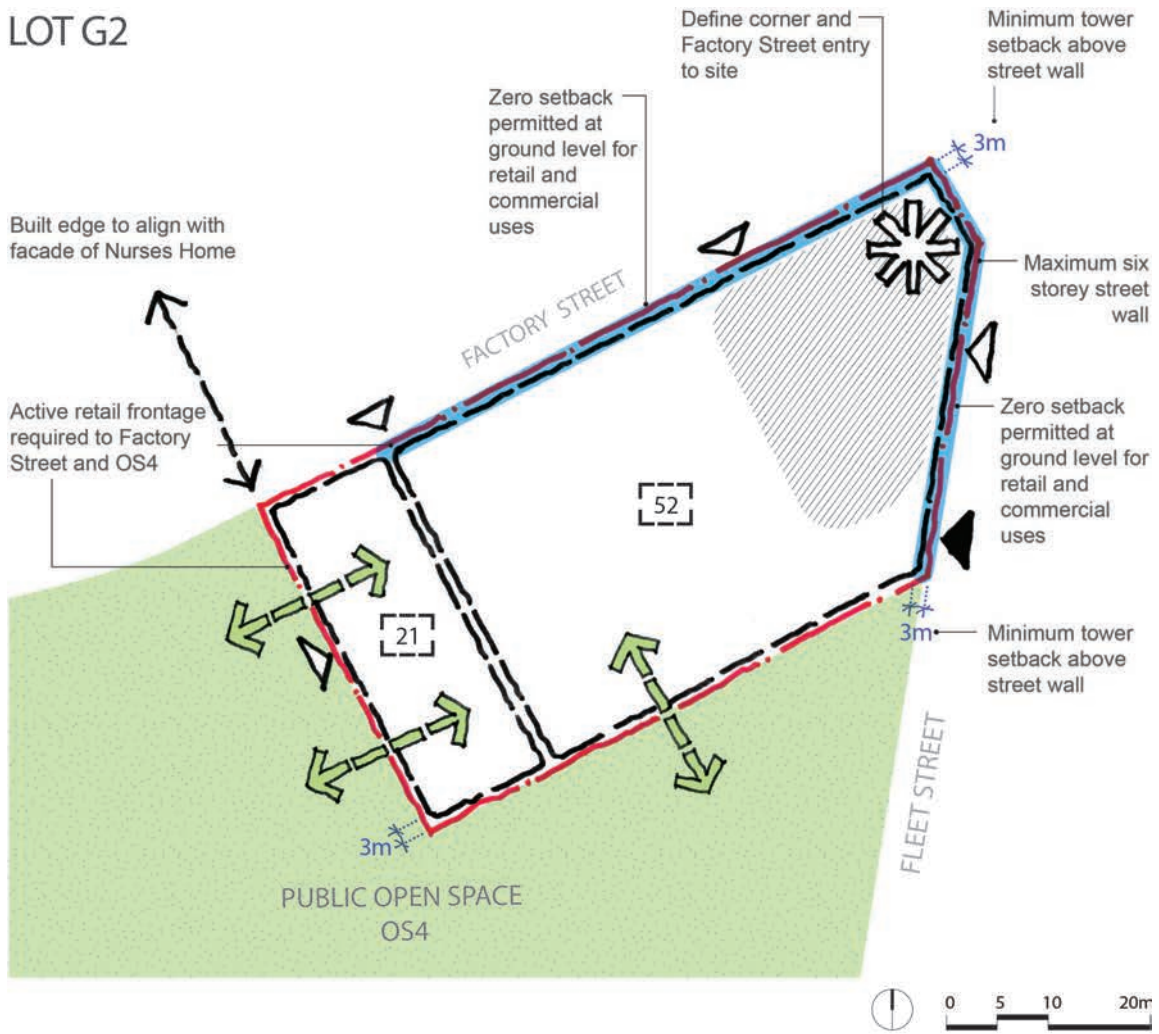 LOT G2
Define corner and
Factory Street entry
to site
Minimum tower
setback above
street wall
Zero setback
permitted at
ground level for
retail and
commercial
uses
3m
Built edge to align with
facade of Nurses Home
Maximum six
storey street
wall
FACTORY STREET
Active retail frontage
required to Factory
Street and OS4
Zero setback
permitted at
ground level for
retail and
commercial
uses
52
21
3m
Minimum tower
setback above
street wall
FLEET STREET
3m
PUBLIC OPEN SPACE
OS4
0 5 10 20m